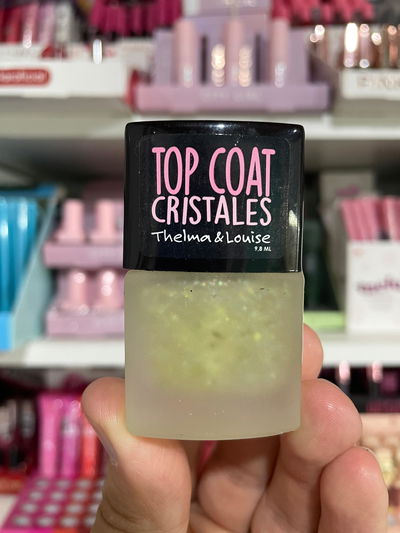 TOP COAT
CRISTALES
Thelma & Louise
9.8 ML